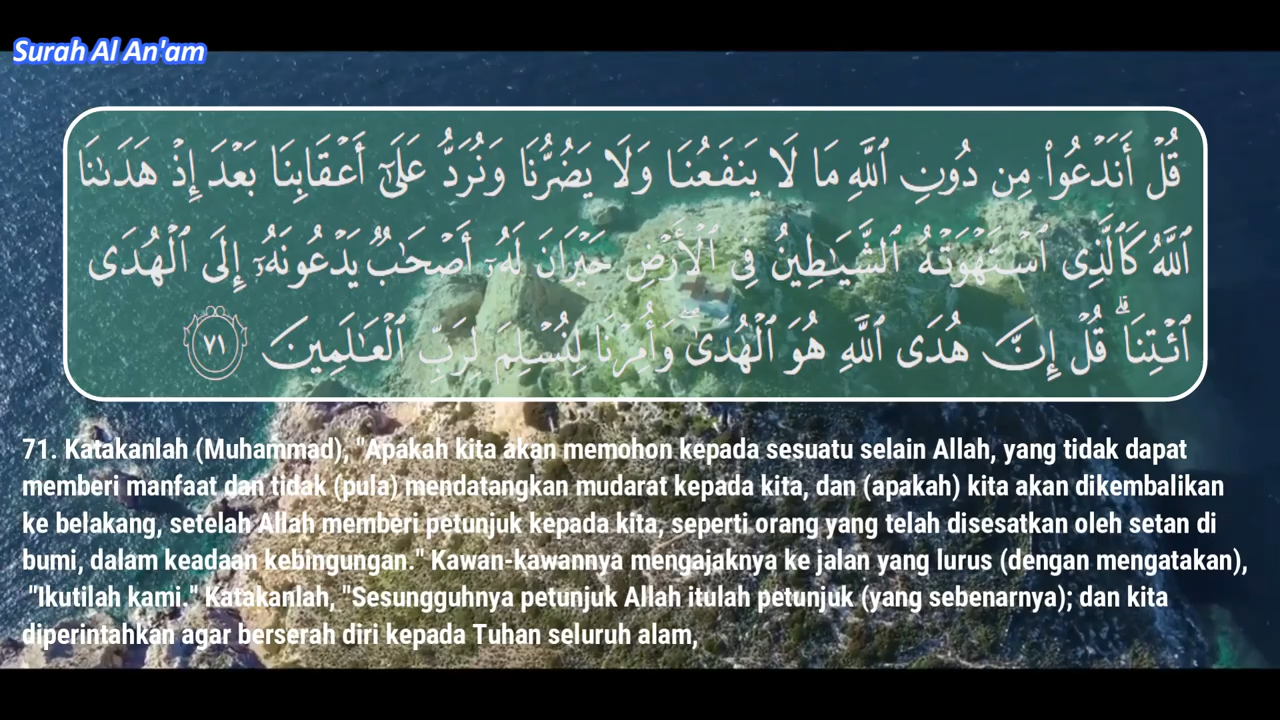 Surah Al An'am
قُلْ أَنَدْعُوا۟ مِن دُونِ ٱللَّهِ مَا لَا يَنفَعُنَا وَلَا يَضُرُّنَا وَنُرَدُّ عَلَىٰٓ أَعْقَابِنَا بَعْدَ إِذْ هَدَىٰنَا
ٱللَّهُ كَٱلَّذِى ٱسْتَهْوَتْهُ ٱلشَّيَـٰطِينُ فِى ٱلْأَرْضِ حَيْرَانَ لَهُۥٓ أَصْحَـٰبٌ يَدْعُونَهُۥٓ إِلَى ٱلْهُدَى
ٱئْتِنَا ۗ قُلْ إِنَّ هُدَى ٱللَّهِ هُوَ ٱلْهُدَىٰ ۖ وَأُمِرْنَا لِنُسْلِمَ لِرَبِّ ٱلْعَـٰلَمِينَ ٧١
71. Katakanlah (Muhammad), "Apakah kita akan memohon kepada sesuatu selain Allah, yang tidak dapat
memberi manfaat dan tidak (pula) mendatangkan mudarat kepada kita, dan (apakah) kita akan dikembalikan
ke belakang, setelah Allah memberi petunjuk kepada kita, seperti orang yang telah disesatkan oleh setan di
bumi, dalam keadaan kebingungan." Kawan-kawannya mengajaknya ke jalan yang lurus (dengan mengatakan),
"Ikutilah kami." Katakanlah, "Sesungguhnya petunjuk Allah itulah petunjuk (yang sebenarnya); dan kita
diperintahkan agar berserah diri kepada Tuhan seluruh alam,